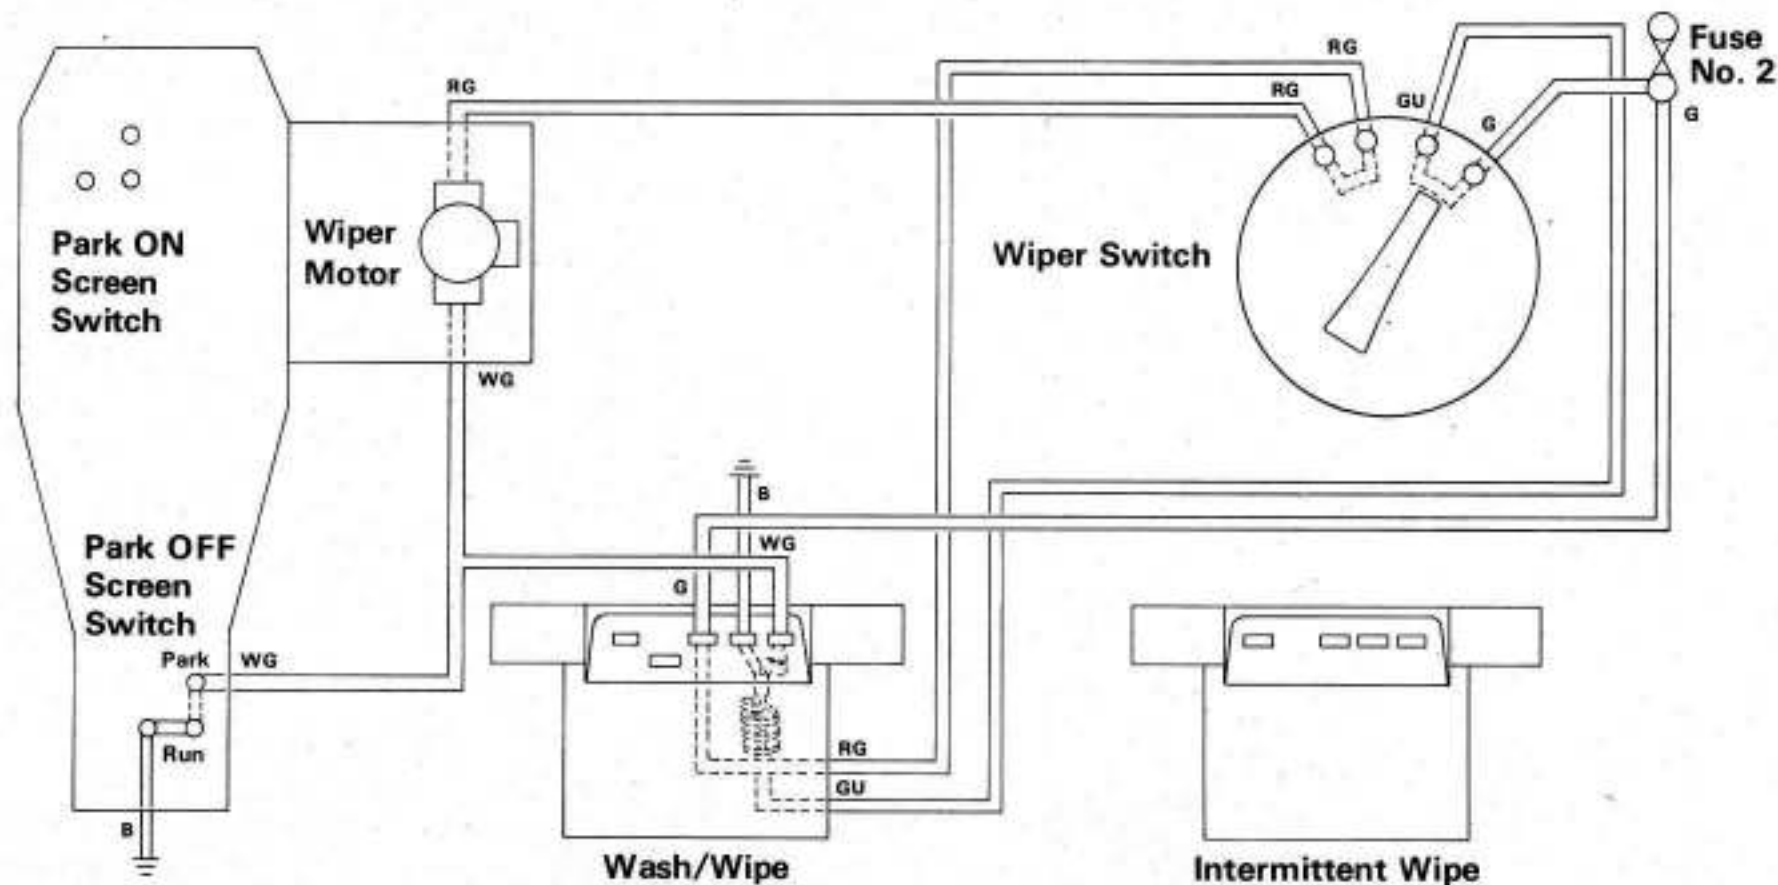 Fuse
No. 2
RG
RG
RG
GU
G
G
Park ON
Screen
Switch
Wiper
Motor
Wiper Switch
WG
B
WG
G
Park OFF
Screen
Switch
Park
WG
Run
B
RG
GU
Wash/Wipe
Intermittent Wipe